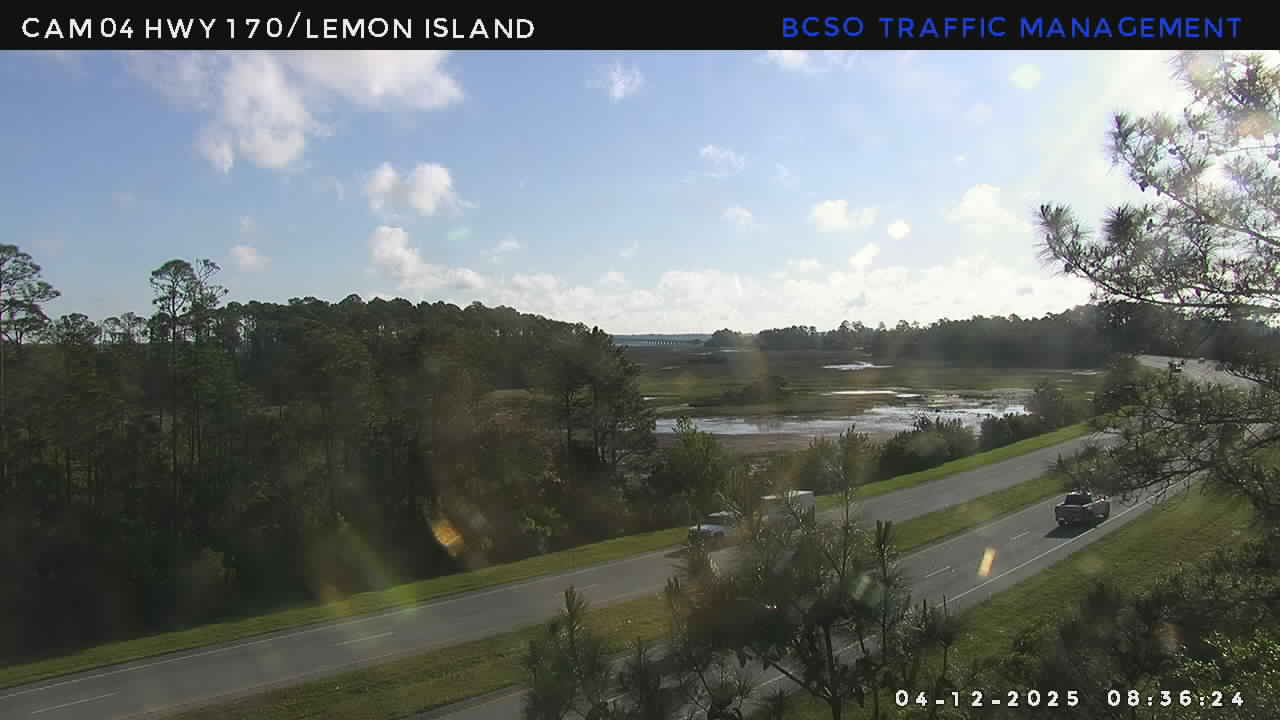 CAM04 HWY 170/LEMON ISLAND
BCSO TRAFFIC MANAGEMENT
04-12-2025 08:36:24